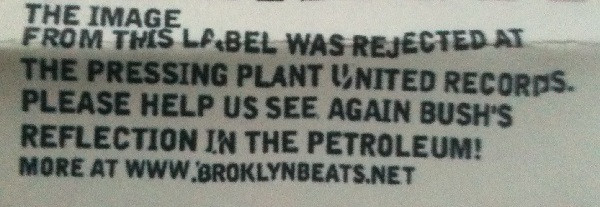 THE IMAGE
FROM THIS LABEL WAS REJECTED AT
THE PRESSING PLANT UNITED RECORDS.
PLEASE HELP US SEE AGAIN BUSH'S
REFLECTION IN THE PETROLEUM!
MORE AT WWW.BROKLYNBEATS.NET